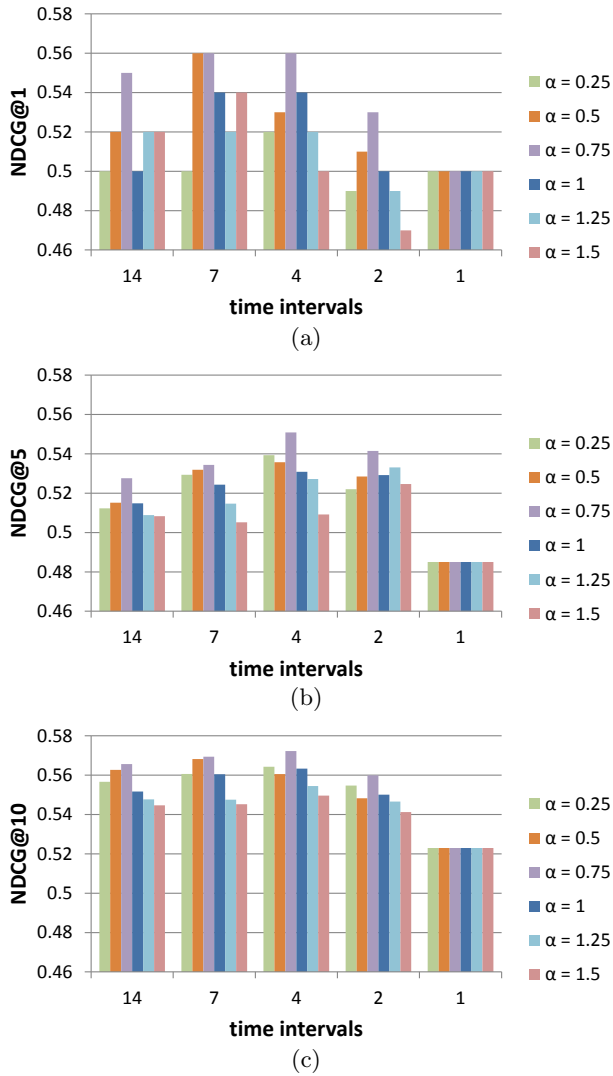 0.58
0.56
0.54
0.52
0.5
0.48
0.46
NDCG@1
14 7 4 2 1
time intervals
α = 0.25
α = 0.5
α = 0.75
α = 1
α = 1.25
α = 1.5
(a)
0.58
0.56
0.54
0.52
0.5
0.48
0.46
NDCG@5
14 7 4 2 1
time intervals
α = 0.25
α = 0.5
α = 0.75
α = 1
α = 1.25
α = 1.5
(b)
0.58
0.56
0.54
0.52
0.5
0.48
0.46
NDCG@10
14 7 4 2 1
time intervals
α = 0.25
α = 0.5
α = 0.75
α = 1
α = 1.25
α = 1.5
(c)